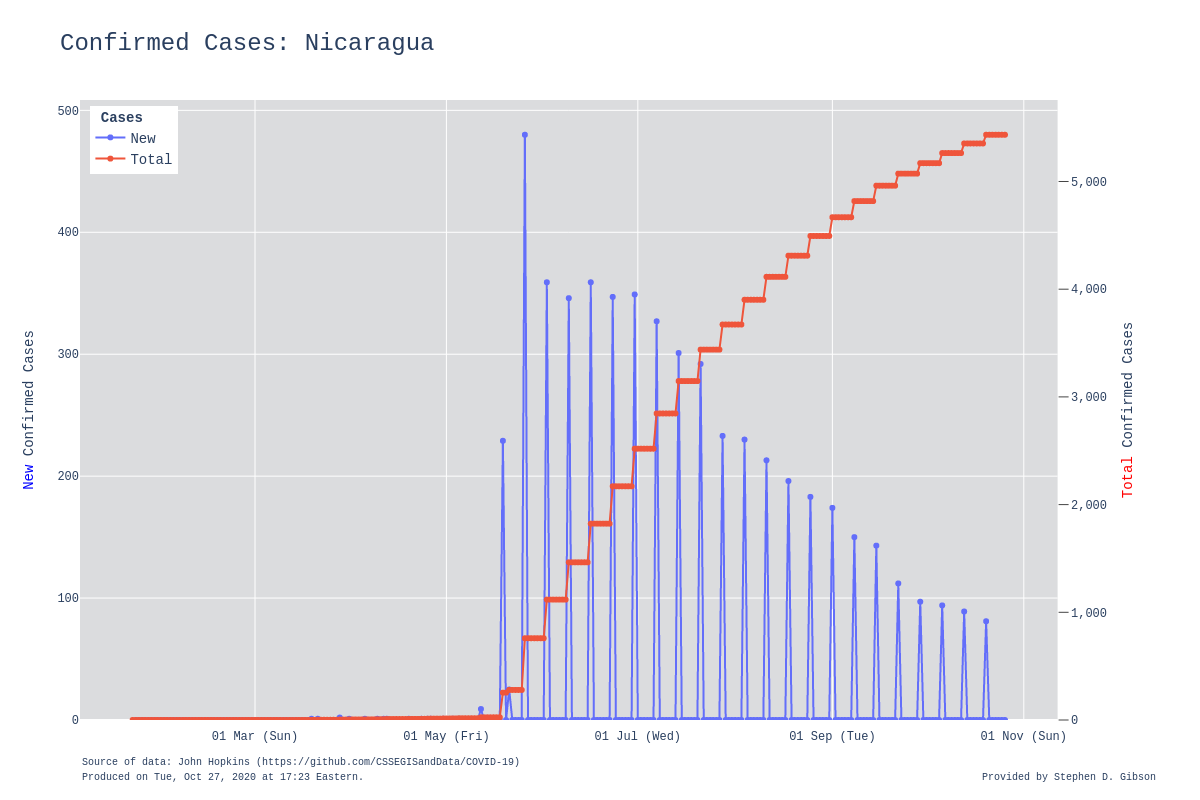 Confirmed Cases: Nicaragua
Cases
New
Total
500
400
300
200
100
0
5,000
4,000
3,000
2,000
1,000
0
New Confirmed Cases
Total Confirmed Cases
01 Mar (Sun)
01 May (Fri)
01 Jul (Wed)
01 Sep (Tue)
01 Nov (Sun)
Source of data: John Hopkins (https://github.com/CSSEGISandData/COVID-19)
Produced on Tue, Oct 27, 2020 at 17:23 Eastern.
Provided by Stephen D. Gibson